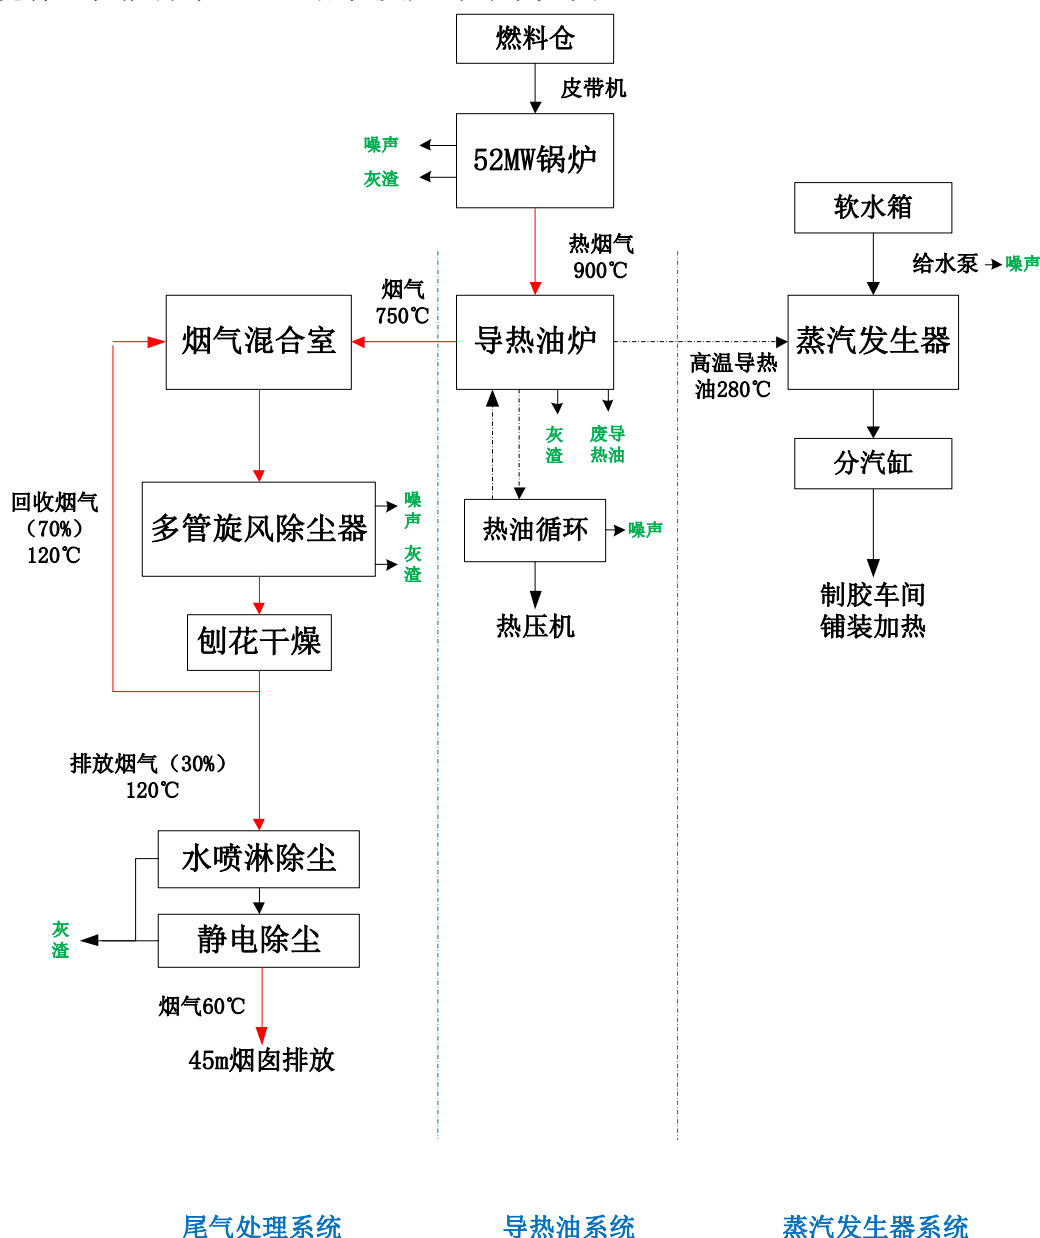 燃料仓
皮带机
噪声
52MW锅炉
灰渣
软水箱
热烟气
900℃
给水泵
噪声
烟气
750℃
烟气混合室
导热油炉
蒸汽发生器
高温导热
油280℃
灰
渣
废导
热油
分汽缸
回收烟气
（70%）
120℃
多管旋风除尘器
噪
声
灰
渣
热油循环
噪声
制胶车间
铺装加热
热压机
刨花干燥
排放烟气（30%）
120℃
水喷淋除尘
灰
渣
静电除尘
烟气60℃
45m烟囱排放
尾气处理系统
导热油系统
蒸汽发生器系统